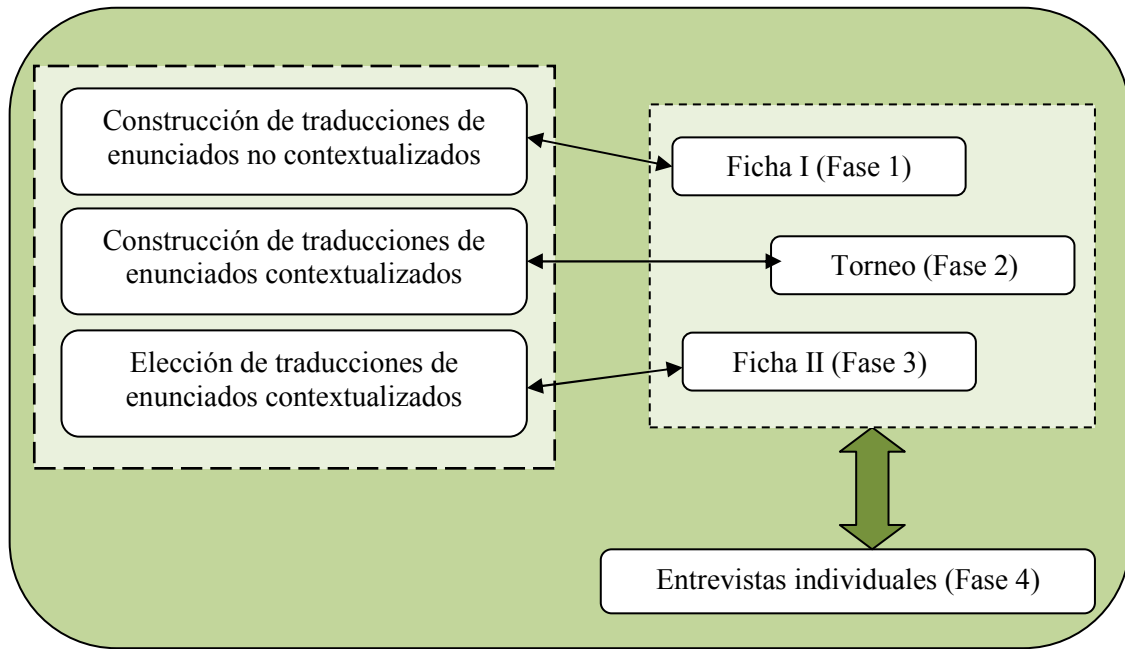 Construcción de traducciones de
enunciados no contextualizados
Ficha I (Fase 1)
Construcción de traducciones de
enunciados contextualizados
Torneo (Fase 2)
Elección de traducciones de
enunciados contextualizados
Ficha II (Fase 3)
Entrevistas individuales (Fase 4)